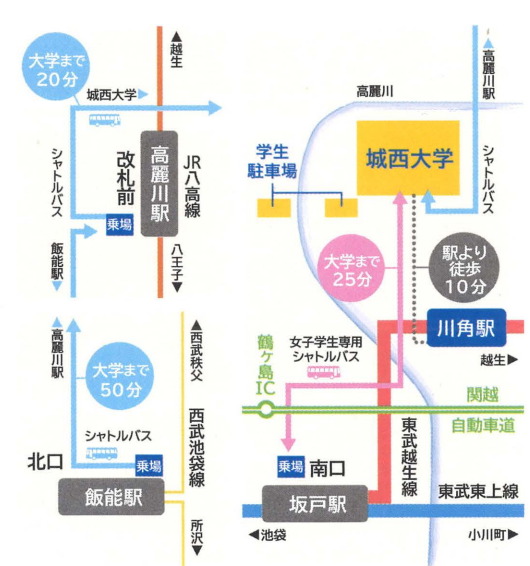 大学まで
20分
◀越生
城西大学▶
シャトルバス
改札前
高麗川駅
JR八高線
乗場
飯能駅▶
八王子▶
◀高麗川駅
大学まで
50分
◀西武秩父
シャトルバス
西武池袋線
北口
乗場
飯能駅
所沢▶
◀高麗川駅
高麗川
シャトルバス
学生
駐車場
城西大学
大学まで
25分
駅より
徒歩
10分
川角駅
越生▶
女子学生専用
シャトルバス
鶴ヶ島
IC
関越
自動車道
東武越生線
乗場
南口
坂戸駅
東武東上線
◀池袋
小川町▶